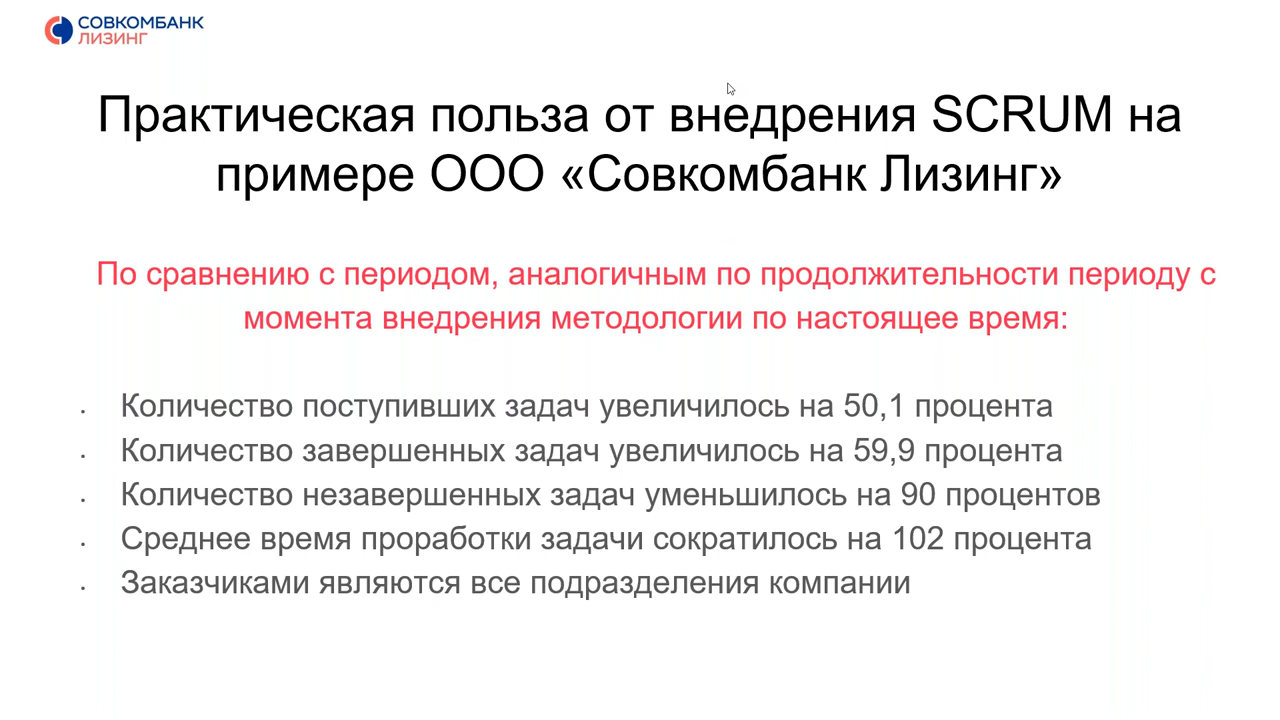 СОВКОМБАНК
ЛИЗИНГ
Практическая польза от внедрения SCRUM на
примере ООО «Совкомбанк Лизинг»
По сравнению с периодом, аналогичным по продолжительности периоду с
момента внедрения методологии по настоящее время:
· Количество поступивших задач увеличилось на 50,1 процента
· Количество завершенных задач увеличилось на 59,9 процента
· Количество незавершенных задач уменьшилось на 90 процентов
· Среднее время проработки задачи сократилось на 102 процента
· Заказчиками являются все подразделения компании